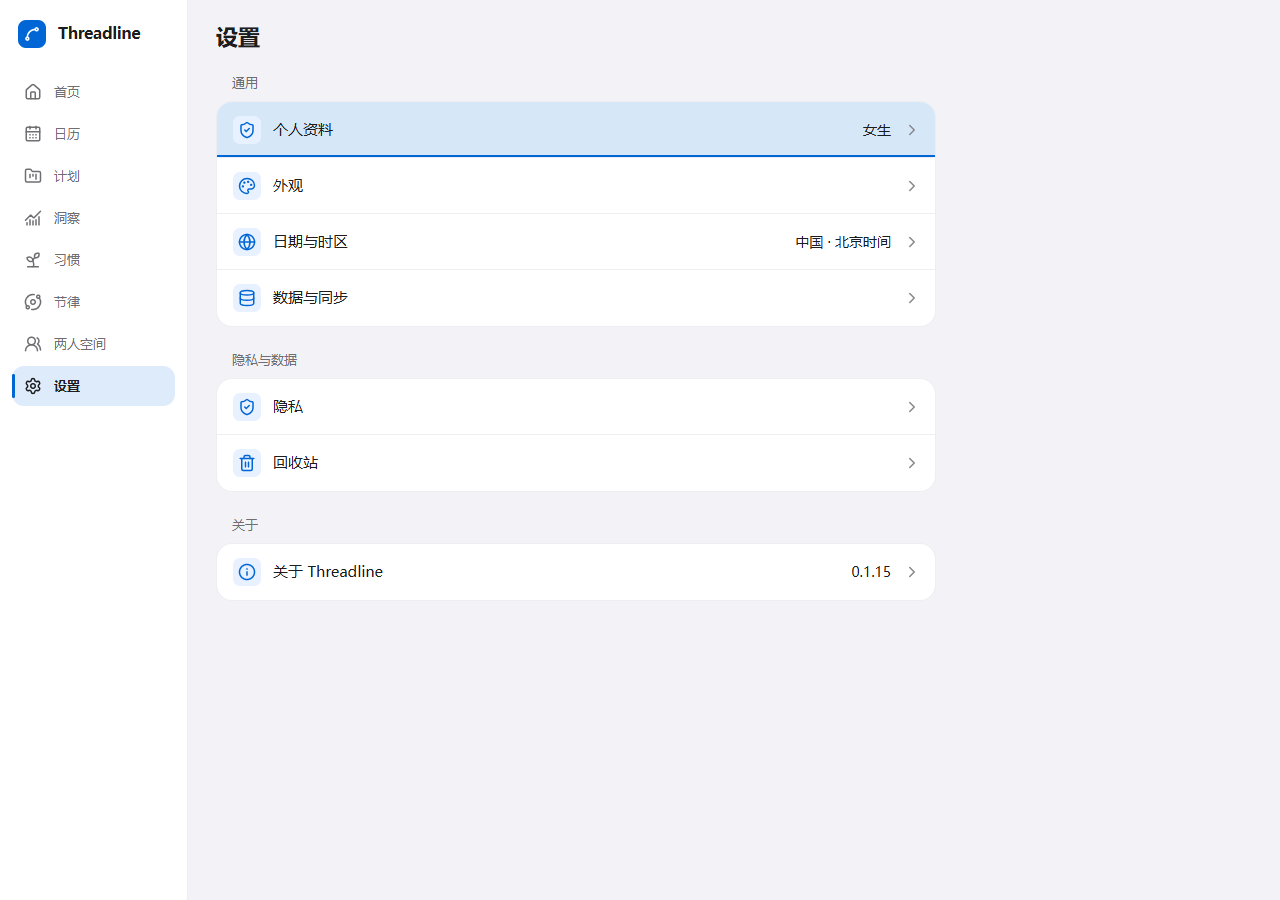 Threadline
首页
日历
计划
洞察
习惯
节律
两人空间
设置
设置
通用
个人资料 女生
外观
日期与时区 中国 · 北京时间
数据与同步
隐私与数据
隐私
回收站
关于
关于 Threadline 0.1.15